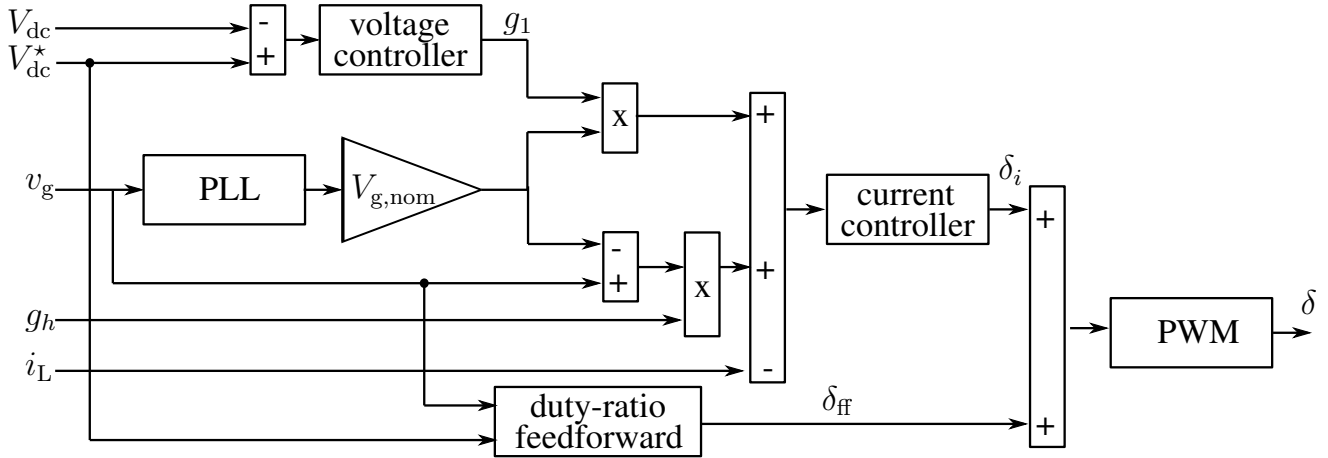 V_dc
-
voltage
controller
g_1
V_dc^⋆
+
x
+
v_g
PLL
V_g,nom
current
controller
δ_i
+
-
+
x
+
g_h
PWM
δ
i_L
-
duty-ratio
feedforward
δ_ff
+